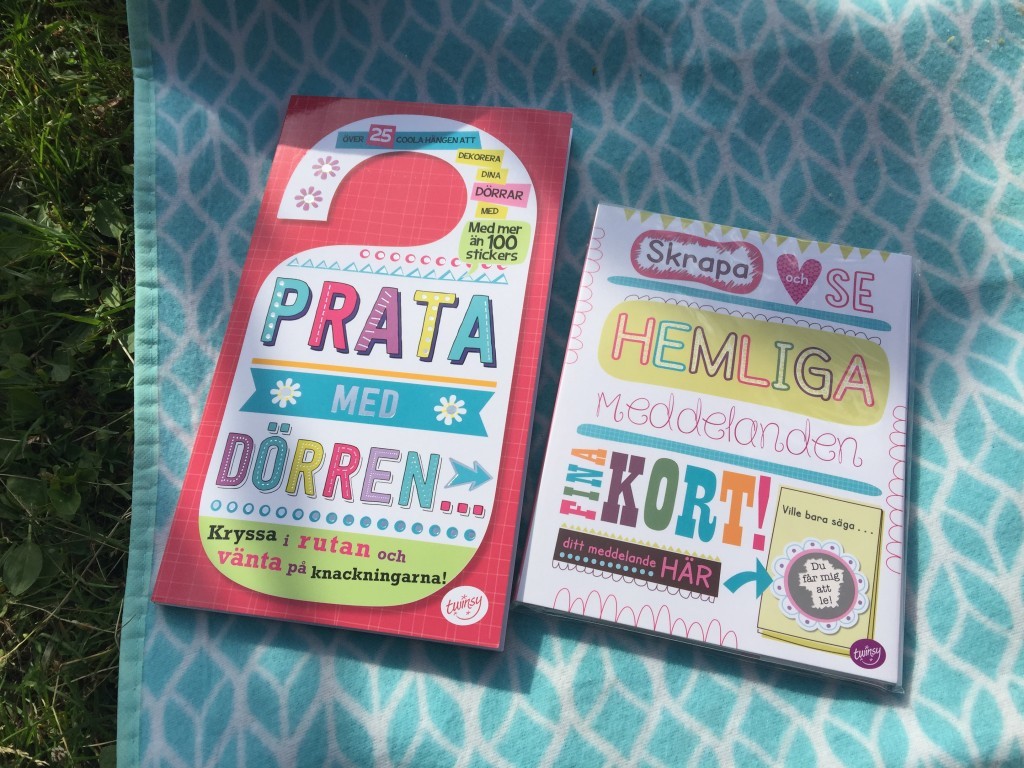 ÖVER 25 COOLA HÄNGEN ATT
DEKORERA
DINA
DÖRRAR
MED
Med mer
än 100
stickers
PRATA
MED
DÖRREN...
Kryssa i rutan och
vänta på knackningarna!
twinsy
Skrapa och SE
HEMLIGA
meddelanden
FINA KORT!
ditt meddelande HÄR
Ville bara säga...
Du
får mig
att
le!
twinsy